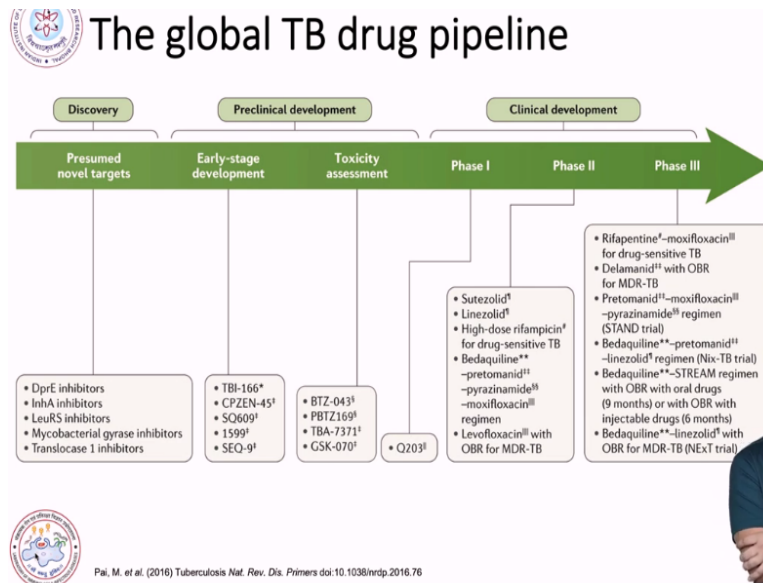 The global TB drug pipeline
Discovery
Preclinical development
Clinical development
Presumed
novel targets
Early-stage
development
Toxicity
assessment
Phase I
Phase II
Phase III
• DprE inhibitors
• InhA inhibitors
• LeuRS inhibitors
• Mycobacterial gyrase inhibitors
• Translocase 1 inhibitors
• TBI-166*
• CPZEN-45‡
• SQ609‡
• 1599‡
• SEQ-9‡
• BTZ-043§
• PBTZ169§
• TBA-7371‡
• GSK-070‡
• Q203||
• Sutezolid¶
• Linezolid¶
• High-dose rifampicin#
for drug-sensitive TB
• Bedaquiline**
–pretomanid‡‡
–pyrazinamide§§
–moxifloxacin||||
regimen
• Levofloxacin|||| with
OBR for MDR-TB
• Rifapentine#–moxifloxacin||||
for drug-sensitive TB
• Delamanid‡‡ with OBR
for MDR-TB
• Pretomanid‡‡–moxifloxacin||||
–pyrazinamide§§ regimen
(STAND trial)
• Bedaquiline**–pretomanid‡‡
–linezolid¶ regimen (Nix-TB trial)
• Bedaquiline**–STREAM regimen
with OBR with oral drugs
(9 months) or with OBR with
injectable drugs (6 months)
• Bedaquiline**–linezolid¶ with
OBR for MDR-TB (NExT trial)
Pai, M. et al. (2016) Tuberculosis Nat. Rev. Dis. Primers doi:10.1038/nrdp.2016.76